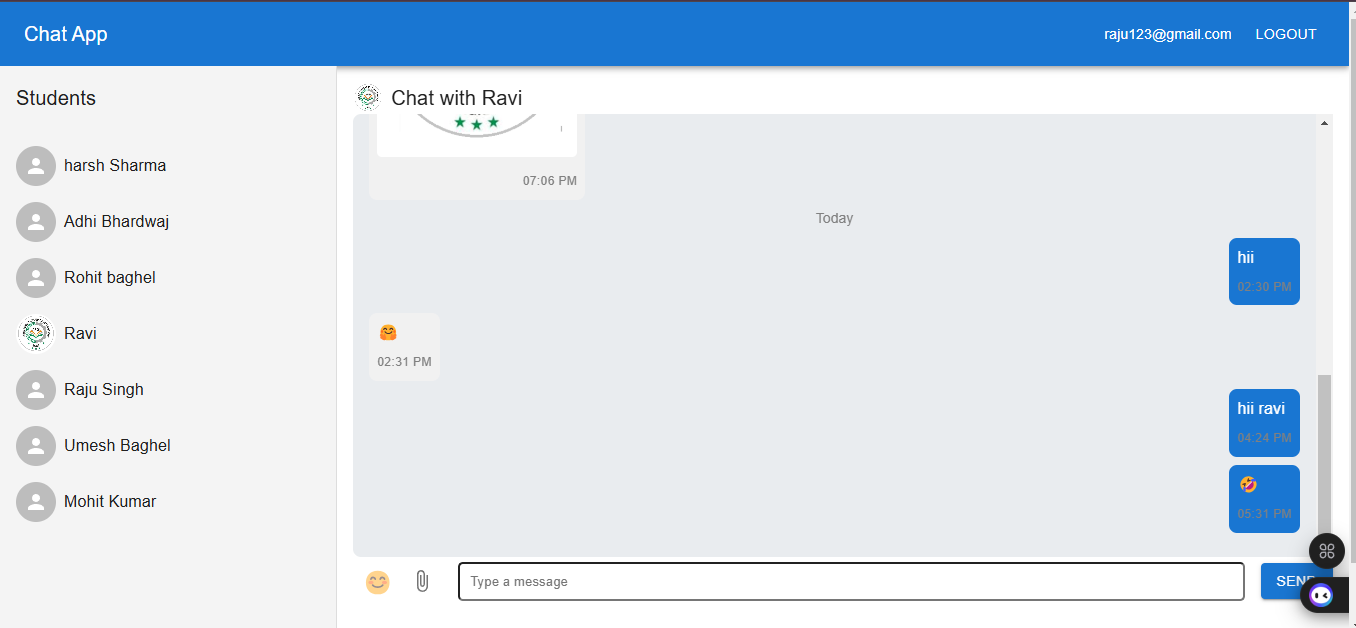 Chat App
raju123@gmail.com LOGOUT
Students
harsh Sharma
Adhi Bhardwaj
Rohit baghel
Ravi
Raju Singh
Umesh Baghel
Mohit Kumar
Chat with Ravi
07:06 PM
Today
hii
02:30 PM
🤗
02:31 PM
hii ravi
04:24 PM
🤣
05:31 PM
Type a message
SEND